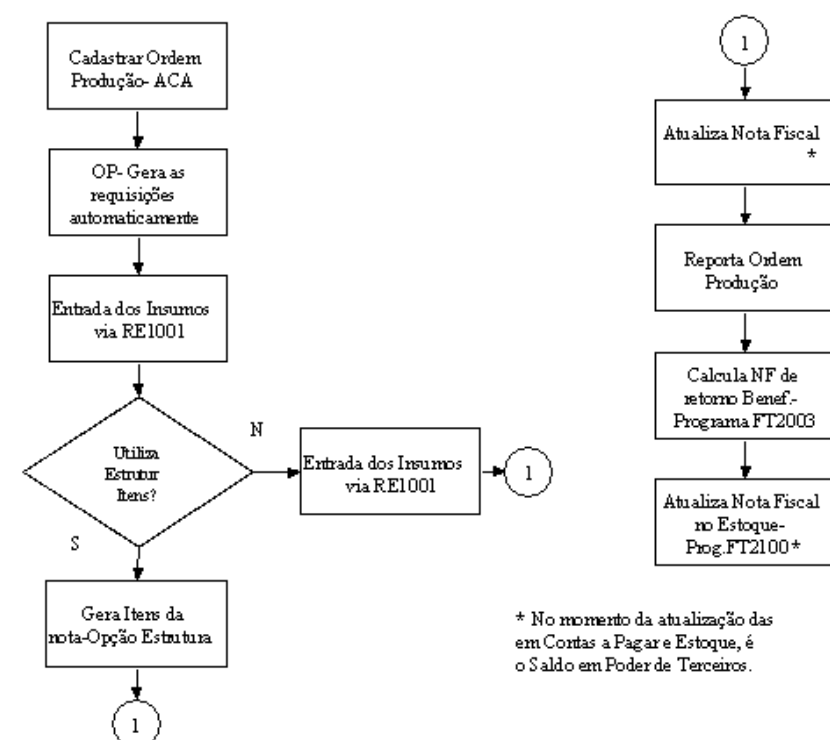 Cadastrar Ordem
Produção- ACA
OP- Gera as
requisições
automaticamente
Entrada dos Insumos
via RE1001
Utiliza
Estrutur
Itens?
N
Entrada dos Insumos
via RE1001
1
S
Gera Itens da
nota-Opção Estrutura
1
1
Atualiza Nota Fiscal
*
Reporta Ordem
Produção
Calcula NF de
retorno Benef.-
Programa FT2003
Atualiza Nota Fiscal
no Estoque-
Prog.FT2100*
* No momento da atualização das
em Contas a Pagar e Estoque, é
o Saldo em Poder de Terceiros.